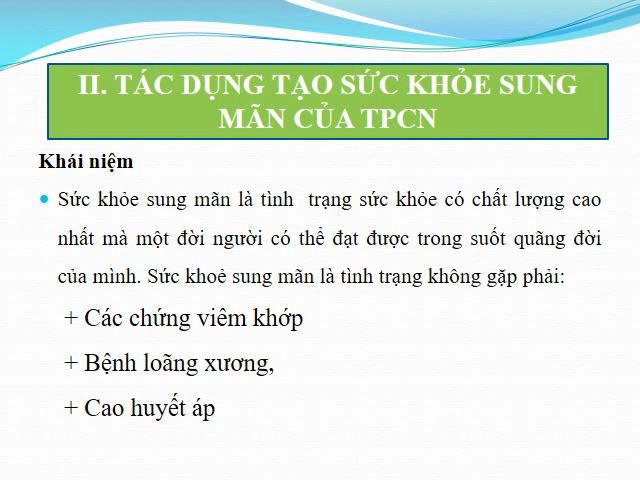 II. TÁC DỤNG TẠO SỨC KHỎE SUNG
MÃN CỦA TPCN
Khái niệm
Sức khỏe sung mãn là tình trạng sức khỏe có chất lượng cao
nhất mà một đời người có thể đạt được trong suốt quãng đời
của mình. Sức khoẻ sung mãn là tình trạng không gặp phải:
+ Các chứng viêm khớp
+ Bệnh loãng xương,
+ Cao huyết áp